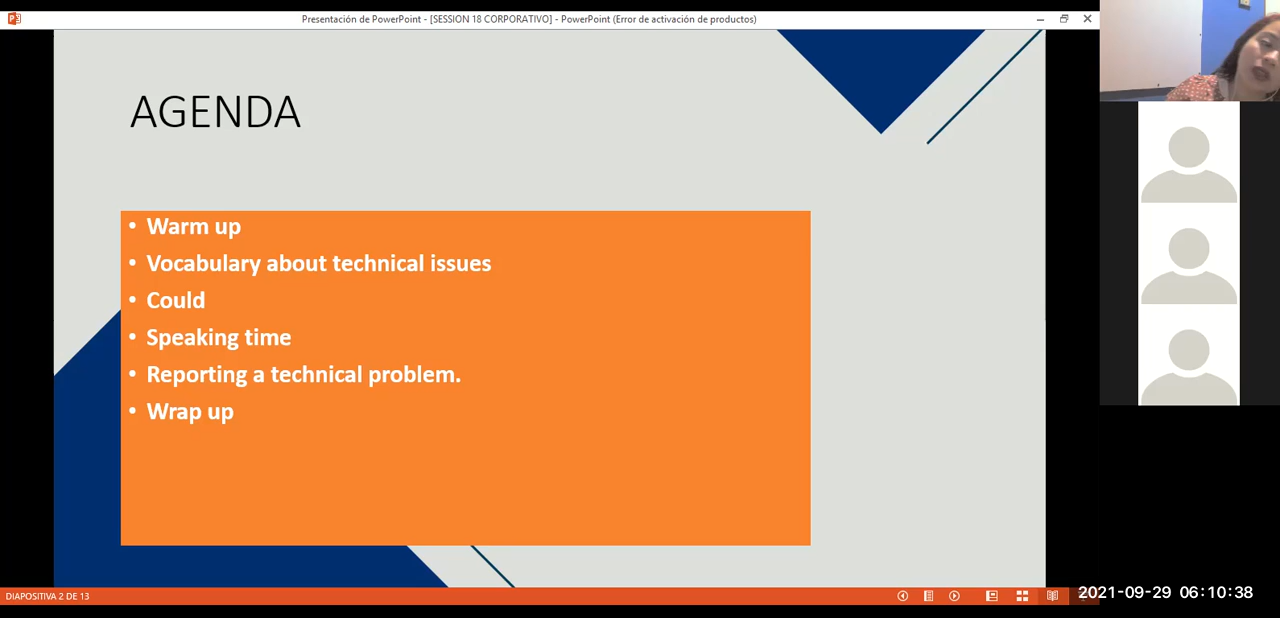 Presentación de PowerPoint - [SESSION 18 CORPORATIVO] - PowerPoint (Error de activación de productos)
AGENDA
• Warm up
• Vocabulary about technical issues
• Could
• Speaking time
• Reporting a technical problem.
• Wrap up
DIAPOSITIVA 2 DE 13
2021-09-29 06:10:38